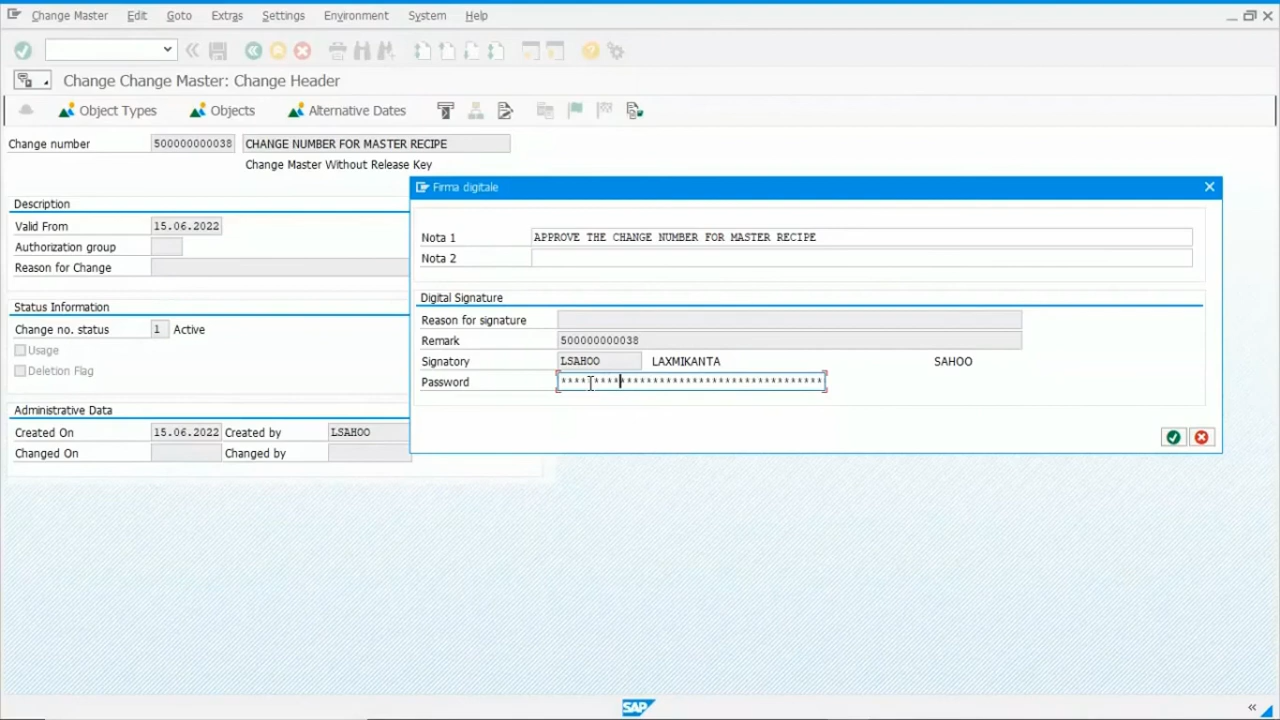 Change Master Edit Goto Extras Settings Environment System Help
Change Change Master: Change Header
Object Types Objects Alternative Dates
Change number 500000000038 CHANGE NUMBER FOR MASTER RECIPE
Change Master Without Release Key
Description
Valid From 15.06.2022
Authorization group
Reason for Change
Status Information
Change no. status 1 Active
Usage
Deletion Flag
Administrative Data
Created On 15.06.2022 Created by LSAHOO
Changed On Changed by
Firma digitale
Nota 1 APPROVE THE CHANGE NUMBER FOR MASTER RECIPE
Nota 2
Digital Signature
Reason for signature
Remark 500000000038
Signatory LSAHOO LAXMIKANTA SAHOO
Password ****************************************
SAP